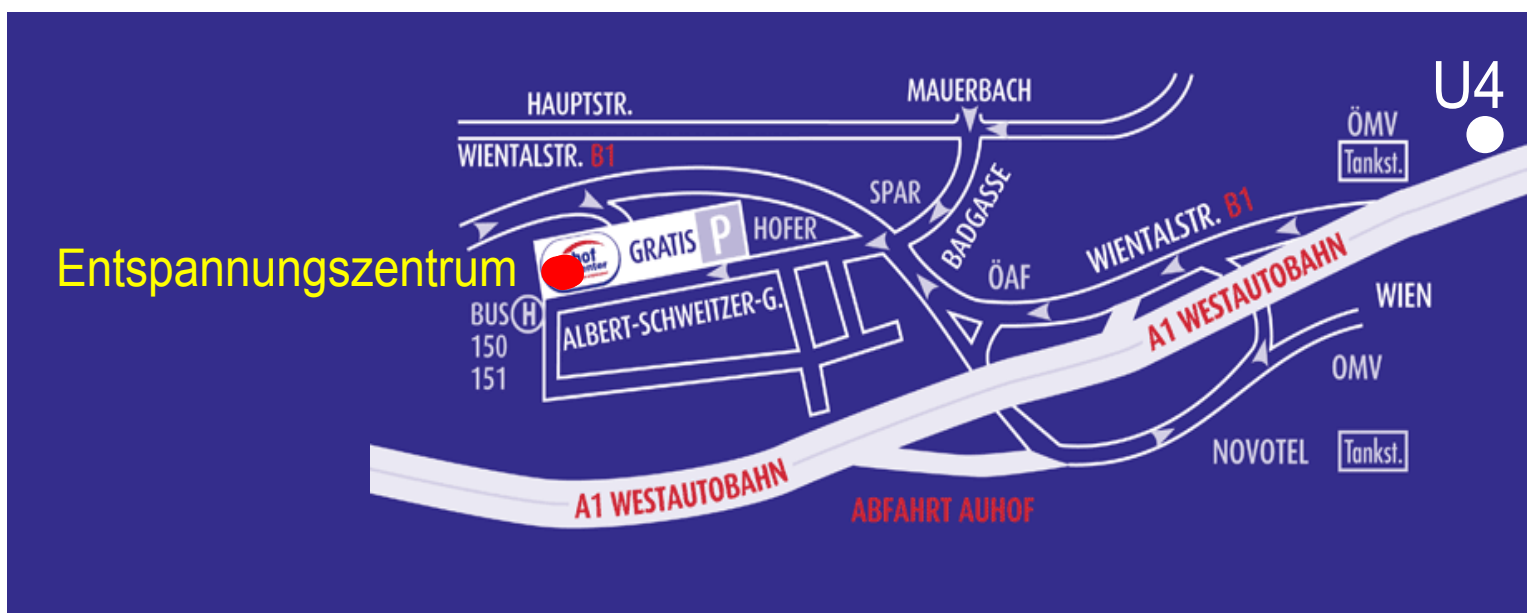 U4
HAUPTSTR.
MAUERBACH
ÖMV
Tankst.
WIENTALSTR. B1
SPAR
BADGASSE
WIENTALSTR. B1
GRATIS P
HOFER
Entspannungszentrum
ÖAF
BUS H
150
151
ALBERT-SCHWEITZER-G.
A1 WESTAUTOBAHN
WIEN
OMV
NOVOTEL
Tankst.
A1 WESTAUTOBAHN
ABFAHRT AUHOF